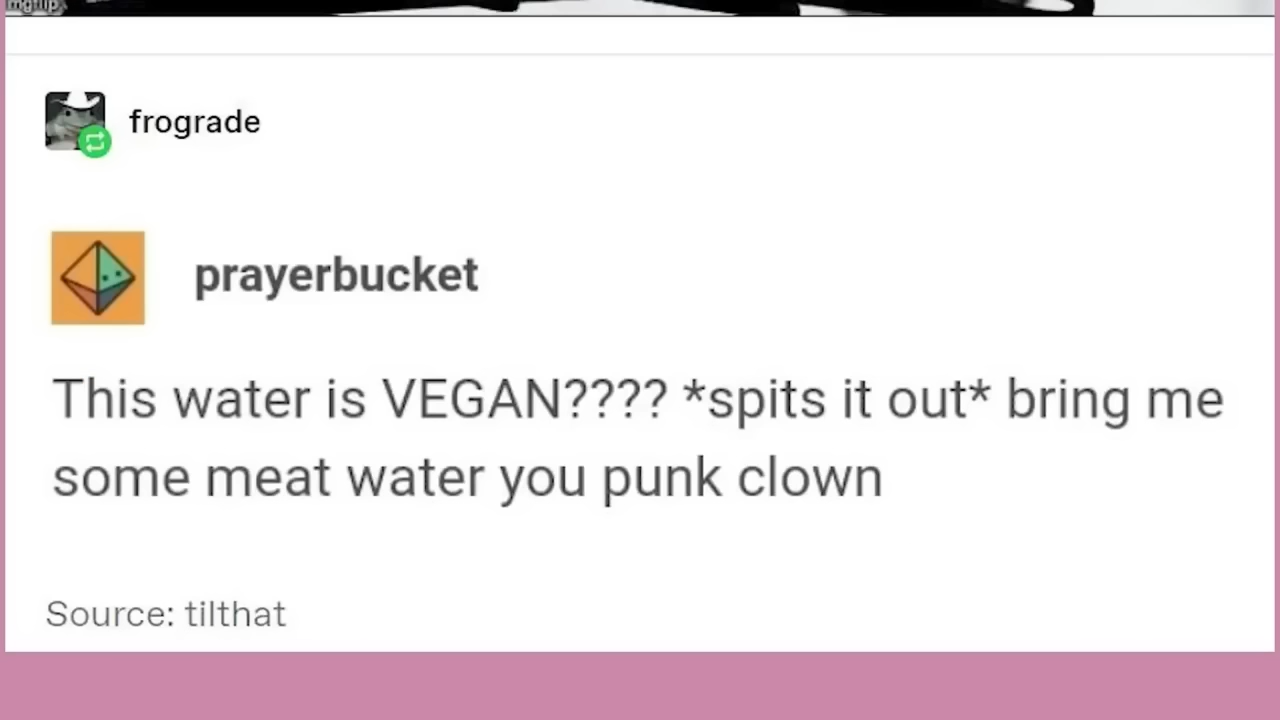 imgflip
frograde
prayerbucket
This water is VEGAN???? *spits it out* bring me
some meat water you punk clown
Source: tilthat